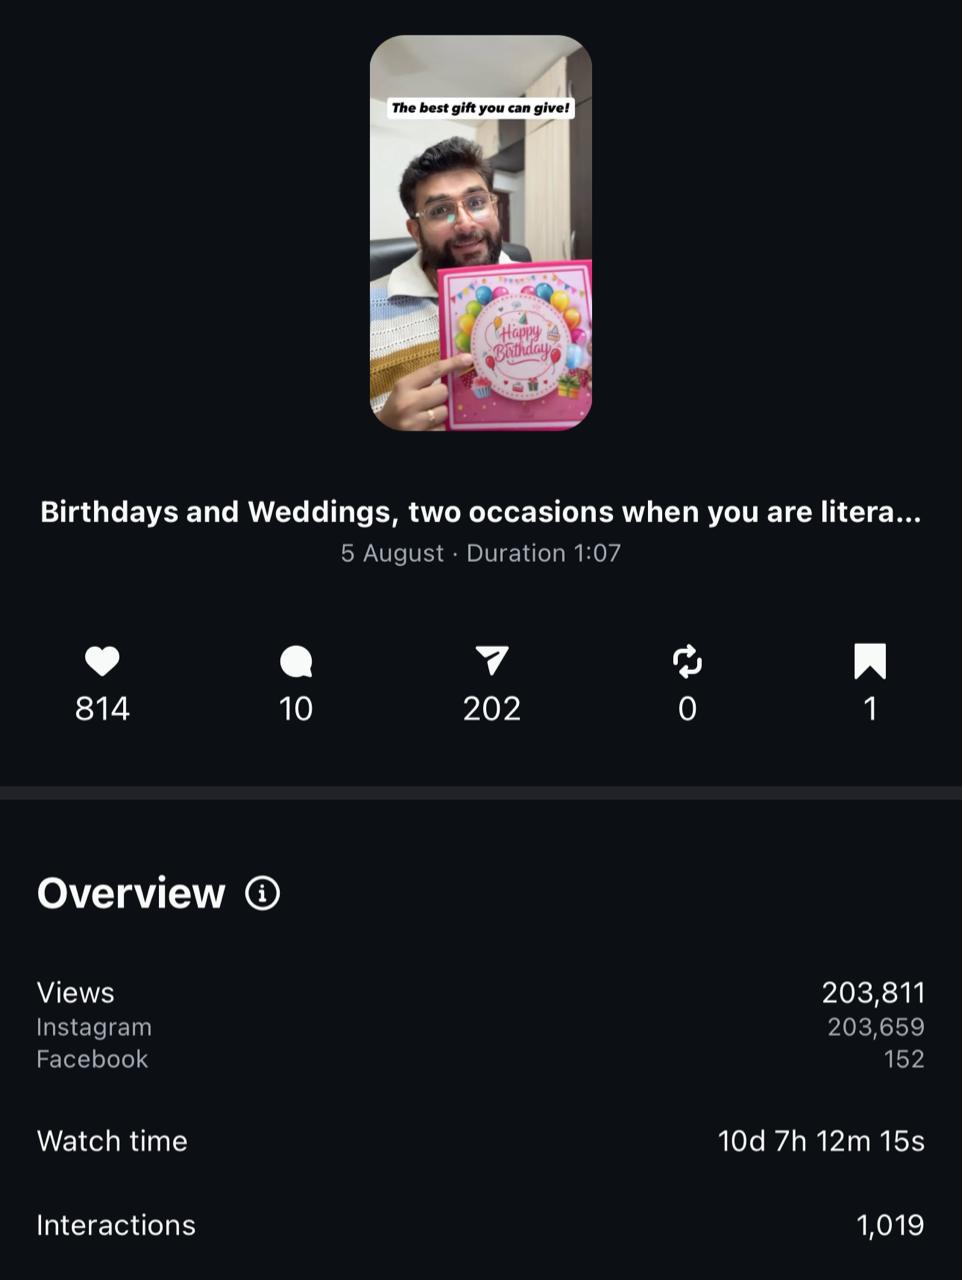 The best gift you can give!
Happy
Birthday
Birthdays and Weddings, two occasions when you are litera...
5 August · Duration 1:07
814
10
202
0
1
Overview
Views
203,811
Instagram
203,659
Facebook
152
Watch time
10d 7h 12m 15s
Interactions
1,019